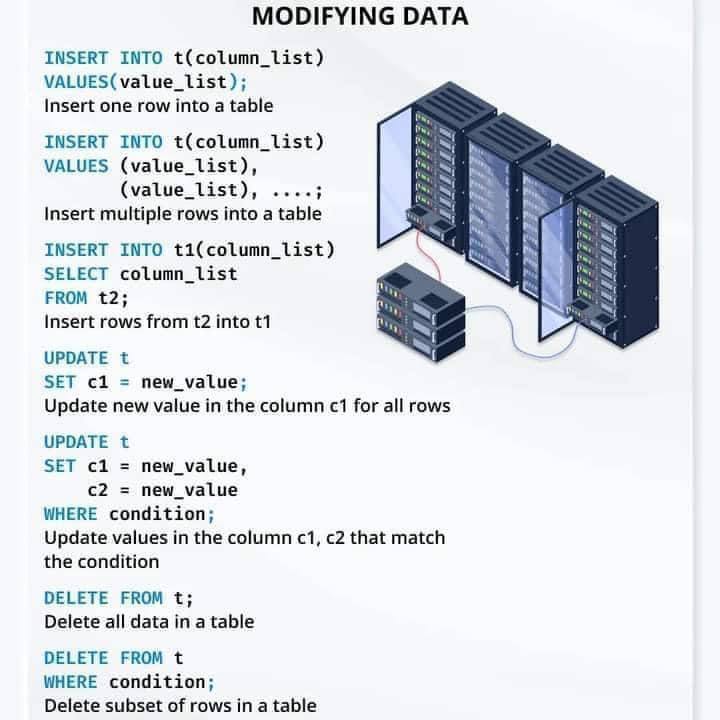 MODIFYING DATA
INSERT INTO t(column_list)
VALUES(value_list);
Insert one row into a table
INSERT INTO t(column_list)
VALUES (value_list),
(value_list), ....;
Insert multiple rows into a table
INSERT INTO t1(column_list)
SELECT column_list
FROM t2;
Insert rows from t2 into t1
UPDATE t
SET c1 = new_value;
Update new value in the column c1 for all rows
UPDATE t
SET c1 = new_value,
c2 = new_value
WHERE condition;
Update values in the column c1, c2 that match
the condition
DELETE FROM t;
Delete all data in a table
DELETE FROM t
WHERE condition;
Delete subset of rows in a table